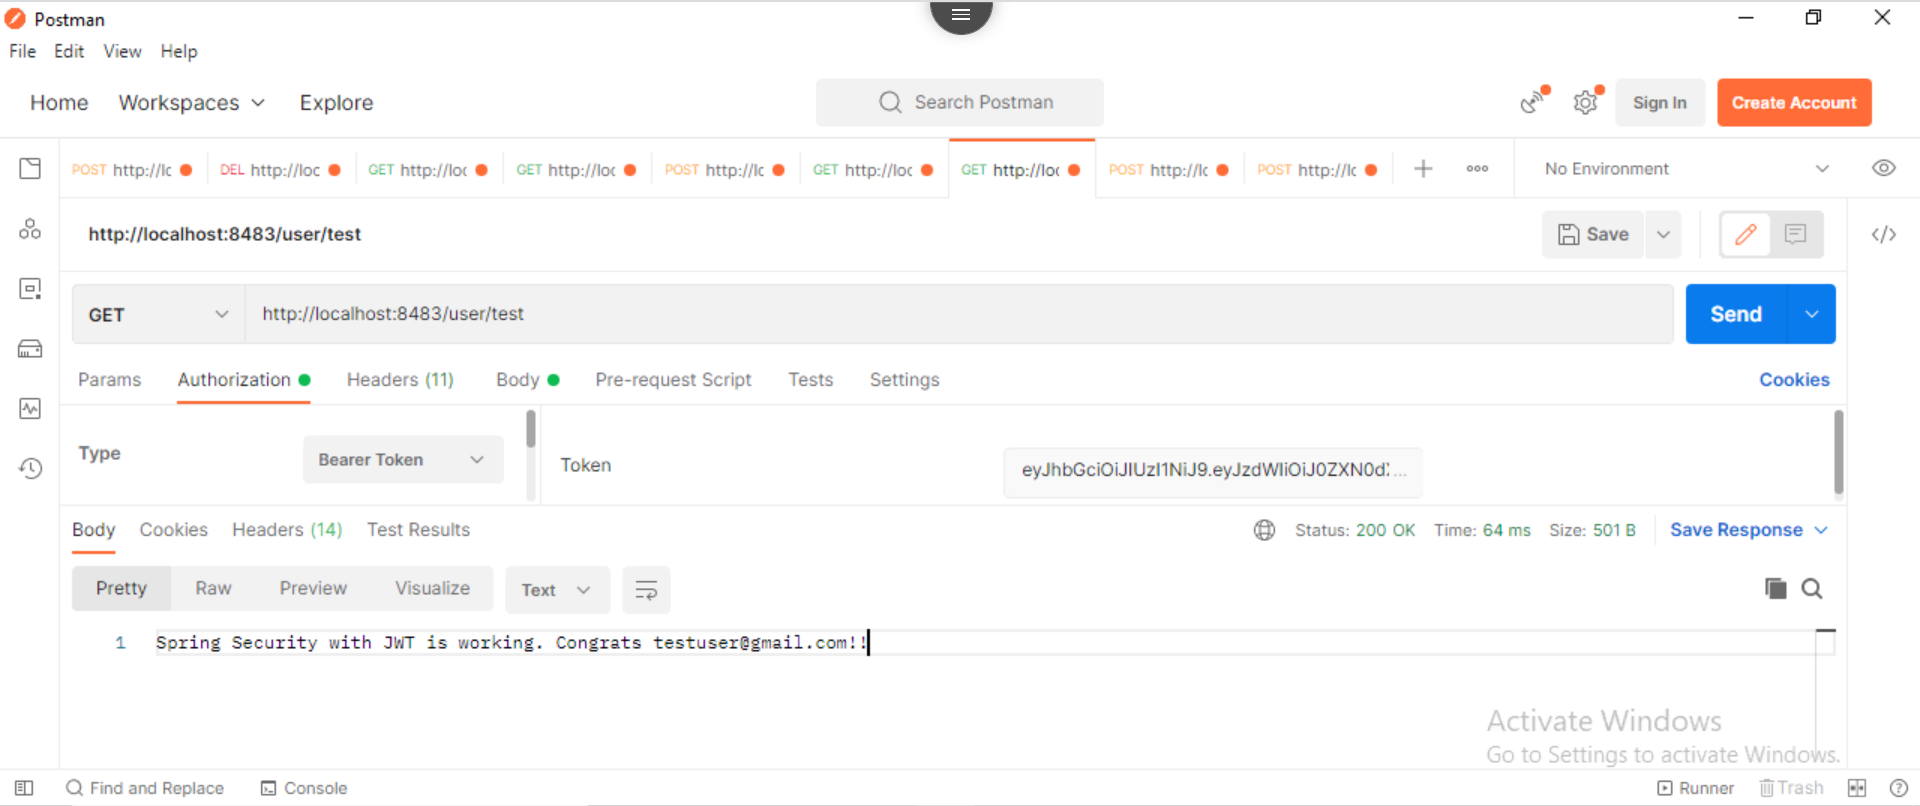 Postman
File Edit View Help
Home Workspaces Explore Search Postman Sign In Create Account
POST http://lc DEL http://loc GET http://loc GET http://loc POST http://lc GET http://loc GET http://loc POST http://lc POST http://lc No Environment
http://localhost:8483/user/test Save
GET http://localhost:8483/user/test Send
Params Authorization Headers (11) Body Pre-request Script Tests Settings Cookies
Type Bearer Token Token eyJhbGciOiJIUzI1NiJ9.eyJzdWIiOiJ0ZXN0d...
Body Cookies Headers (14) Test Results Status: 200 OK Time: 64 ms Size: 501 B Save Response
Pretty Raw Preview Visualize Text
1 Spring Security with JWT is working. Congrats testuser@gmail.com!!
Activate Windows
Go to Settings to activate Windows.
Find and Replace Console Runner Trash